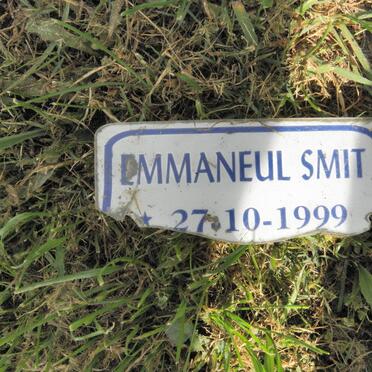 EMMANEUL SMIT
* 27-10-1999